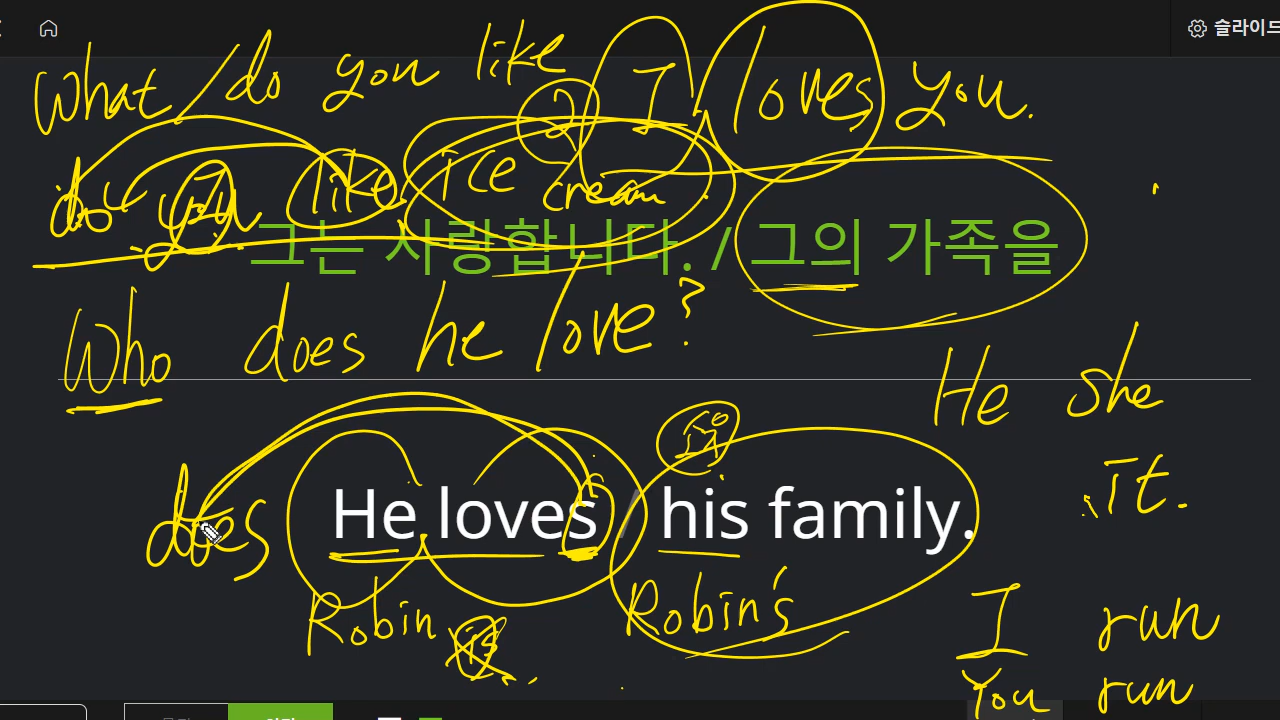 슬라이드
What/do you like I loves you.
2
do you like ice cream.
그는 사랑합니다. / 그의 가족을
Who does he love?
He she
It.
does He loves / his family.
Robin is Robin's
I run
You run